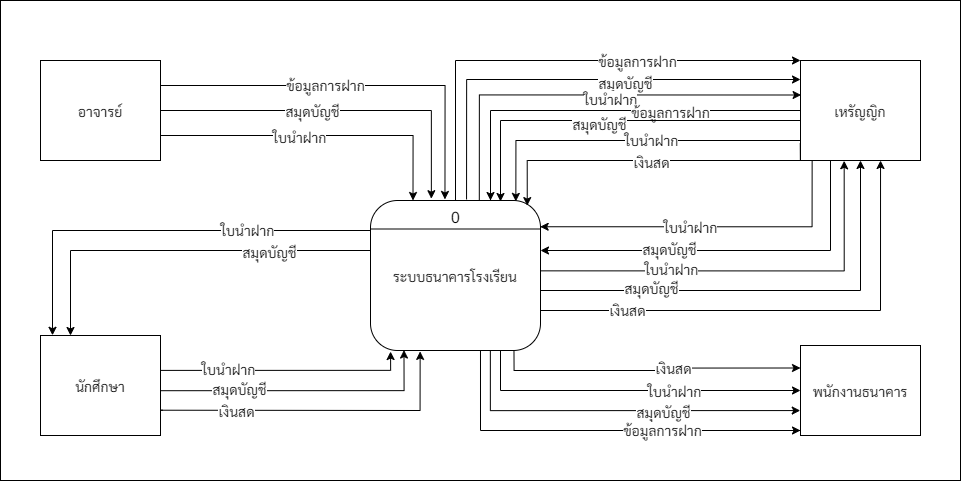 ข้อมูลการฝาก
สมุดบัญชี
ใบนำฝาก
ข้อมูลการฝาก
สมุดบัญชี
ใบนำฝาก
เงินสด
อาจารย์
ข้อมูลการฝาก
สมุดบัญชี
ใบนำฝาก
เหรัญญิก
0
ระบบธนาคารโรงเรียน
ใบนำฝาก
สมุดบัญชี
ใบนำฝาก
สมุดบัญชี
ใบนำฝาก
สมุดบัญชี
เงินสด
นักศึกษา
ใบนำฝาก
สมุดบัญชี
เงินสด
เงินสด
ใบนำฝาก
สมุดบัญชี
ข้อมูลการฝาก
พนักงานธนาคาร